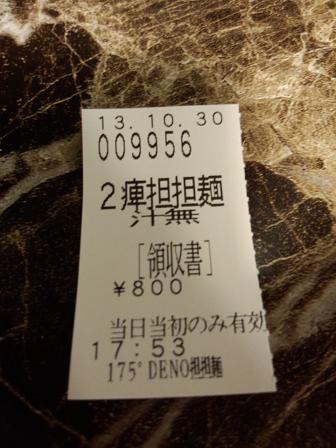 13.10.30
009956
2痺担担麺
汁無
[領収書]
¥800
当日当初のみ有効
17:53
175°DENO担担麺